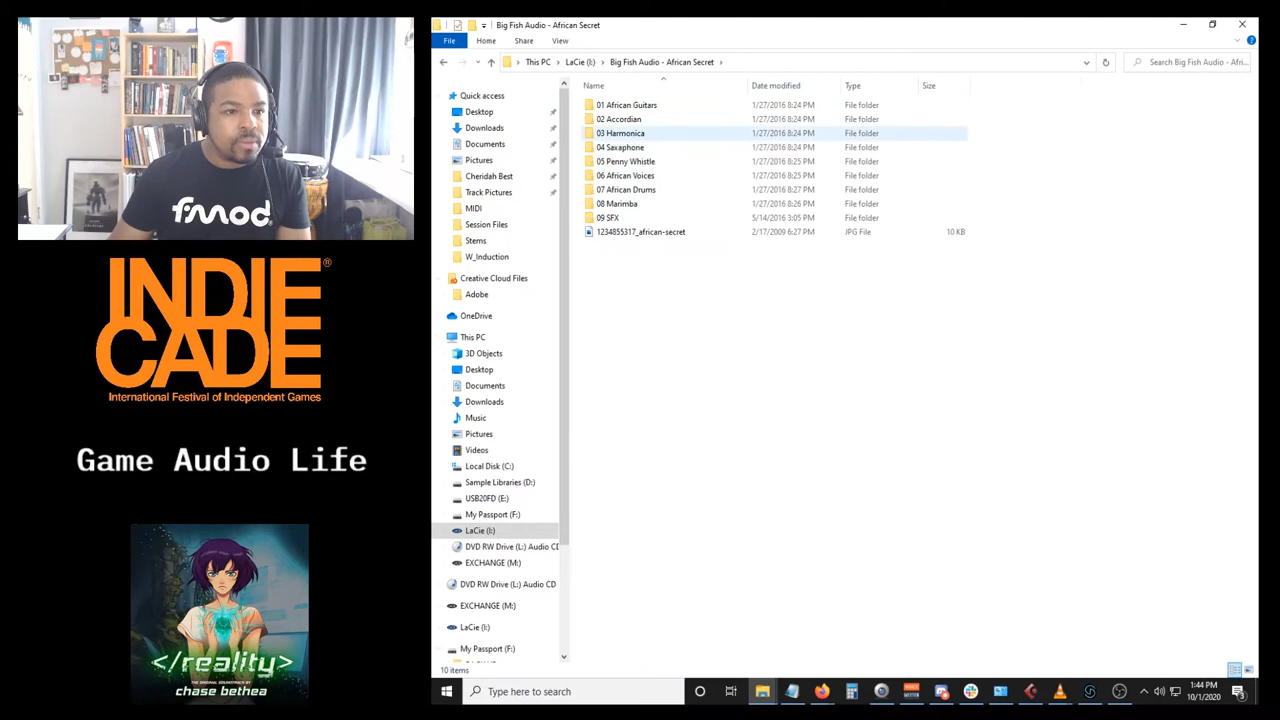 fmod
INDIE
CADE®
International Festival of Independent Games
Game Audio Life
</reality>
THE ORIGINAL SOUNDTRACK BY
chase bethea
Big Fish Audio - African Secret
File Home Share View
This PC › LaCie (I:) › Big Fish Audio - African Secret ›
Search Big Fish Audio - Afri...
Quick access
Desktop
Downloads
Documents
Pictures
Cheridah Best
Track Pictures
MIDI
Session Files
Stems
W_Induction
Creative Cloud Files
Adobe
OneDrive
This PC
3D Objects
Desktop
Documents
Downloads
Music
Pictures
Videos
Local Disk (C:)
Sample Libraries (D:)
USB20FD (E:)
My Passport (F:)
LaCie (I:)
DVD RW Drive (L:) Audio CD
EXCHANGE (M:)
DVD RW Drive (L:) Audio CD
EXCHANGE (M:)
LaCie (I:)
My Passport (F:)
Name Date modified Type Size
01 African Guitars 1/27/2016 8:24 PM File folder
02 Accordian 1/27/2016 8:24 PM File folder
03 Harmonica 1/27/2016 8:24 PM File folder
04 Saxaphone 1/27/2016 8:24 PM File folder
05 Penny Whistle 1/27/2016 8:25 PM File folder
06 African Voices 1/27/2016 8:25 PM File folder
07 African Drums 1/27/2016 8:25 PM File folder
08 Marimba 1/27/2016 8:26 PM File folder
09 SFX 5/14/2016 3:05 PM File folder
1234855317_african-secret 2/17/2009 6:27 PM JPG File 10 KB
10 items
Type here to search
1:44 PM
10/1/2020
3